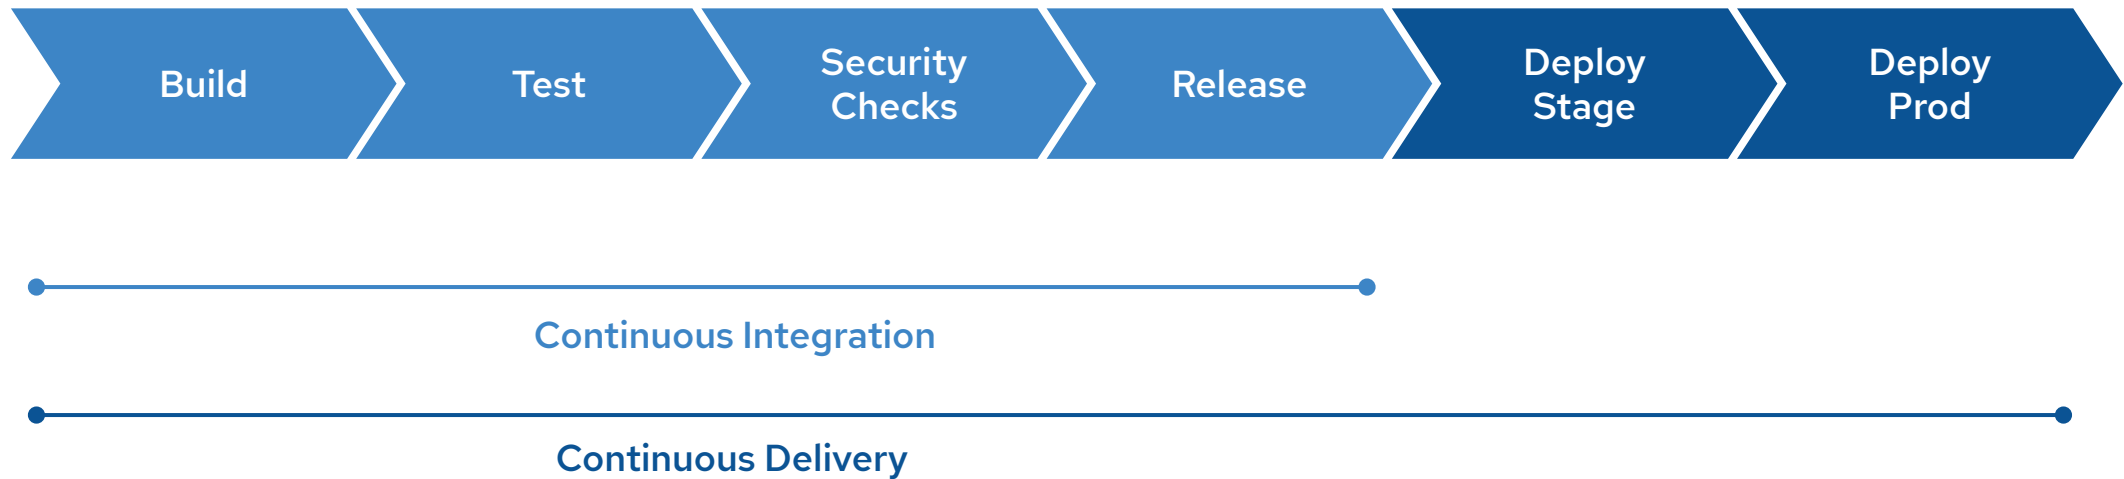 Build
Test
Security
Checks
Release
Deploy
Stage
Deploy
Prod
Continuous Integration
Continuous Delivery